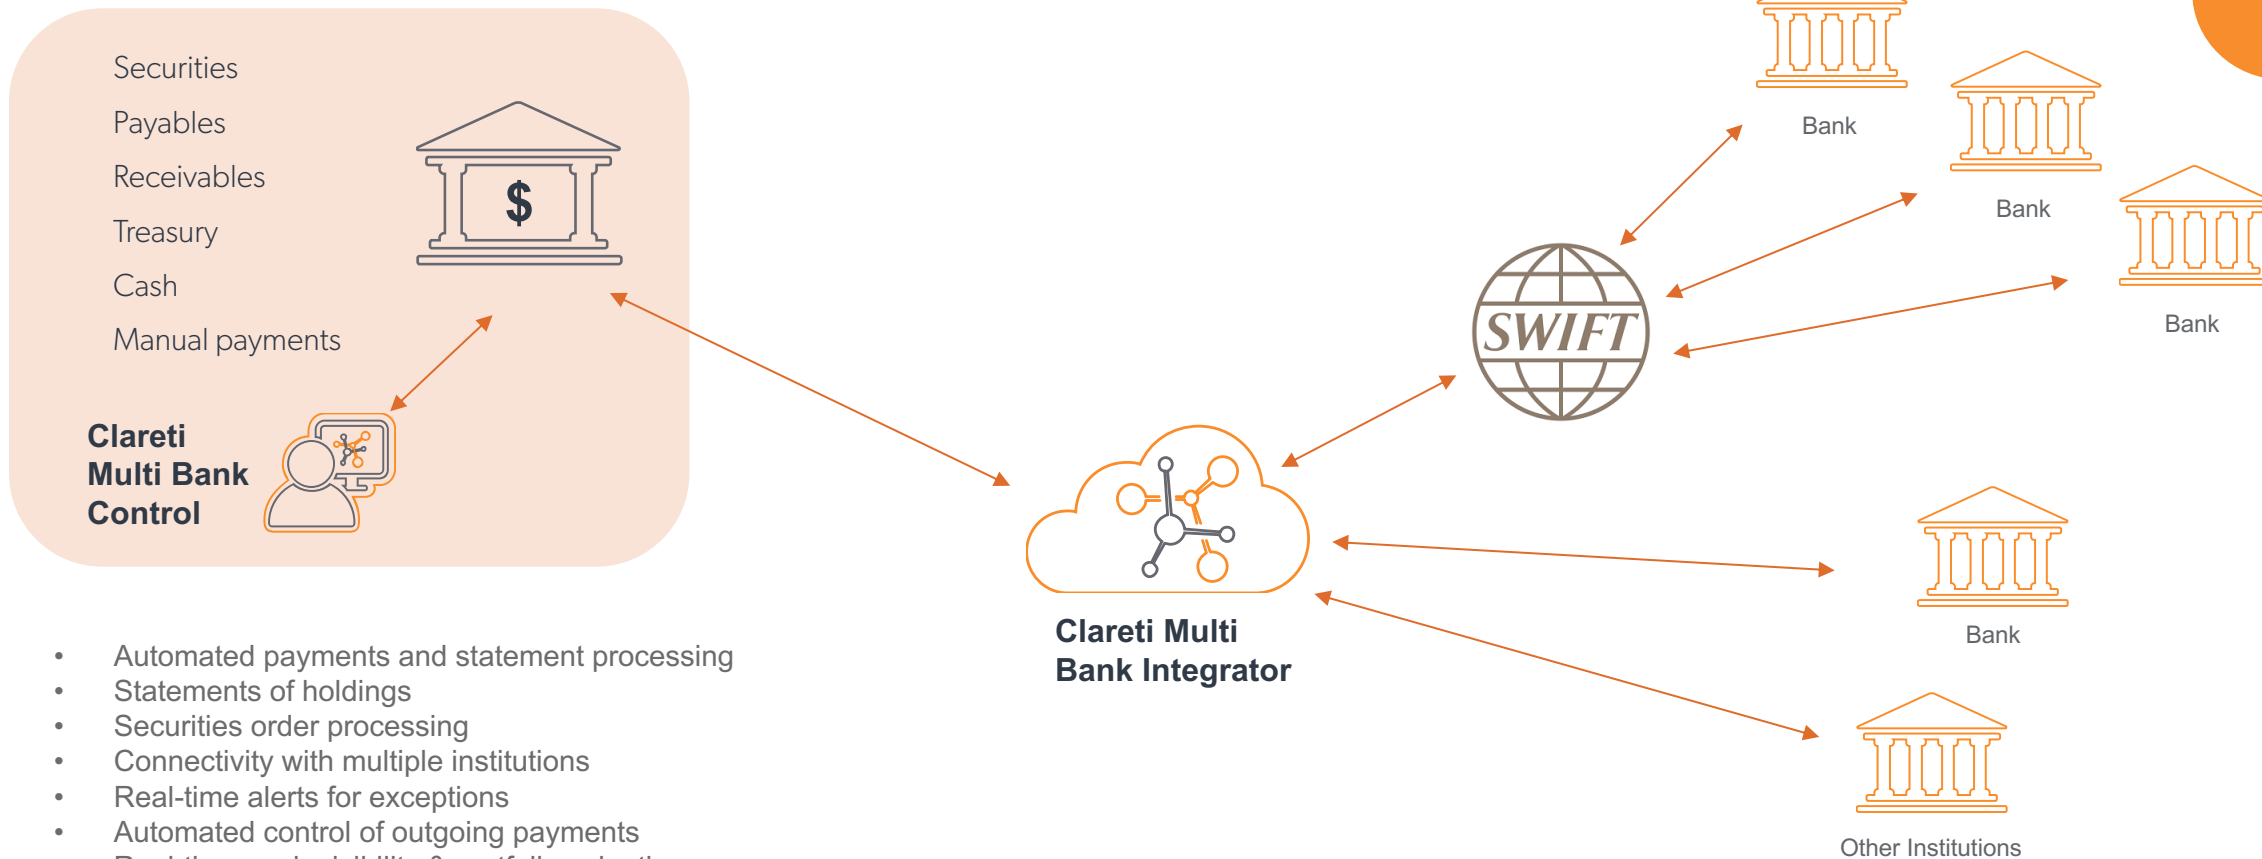 Securities
Payables
Receivables
Treasury
Cash
Manual payments
Clareti
Multi Bank
Control
$
• Automated payments and statement processing
• Statements of holdings
• Securities order processing
• Connectivity with multiple institutions
• Real-time alerts for exceptions
• Automated control of outgoing payments
Clareti Multi
Bank Integrator
SWIFT
Bank
Bank
Bank
Bank
Other Institutions